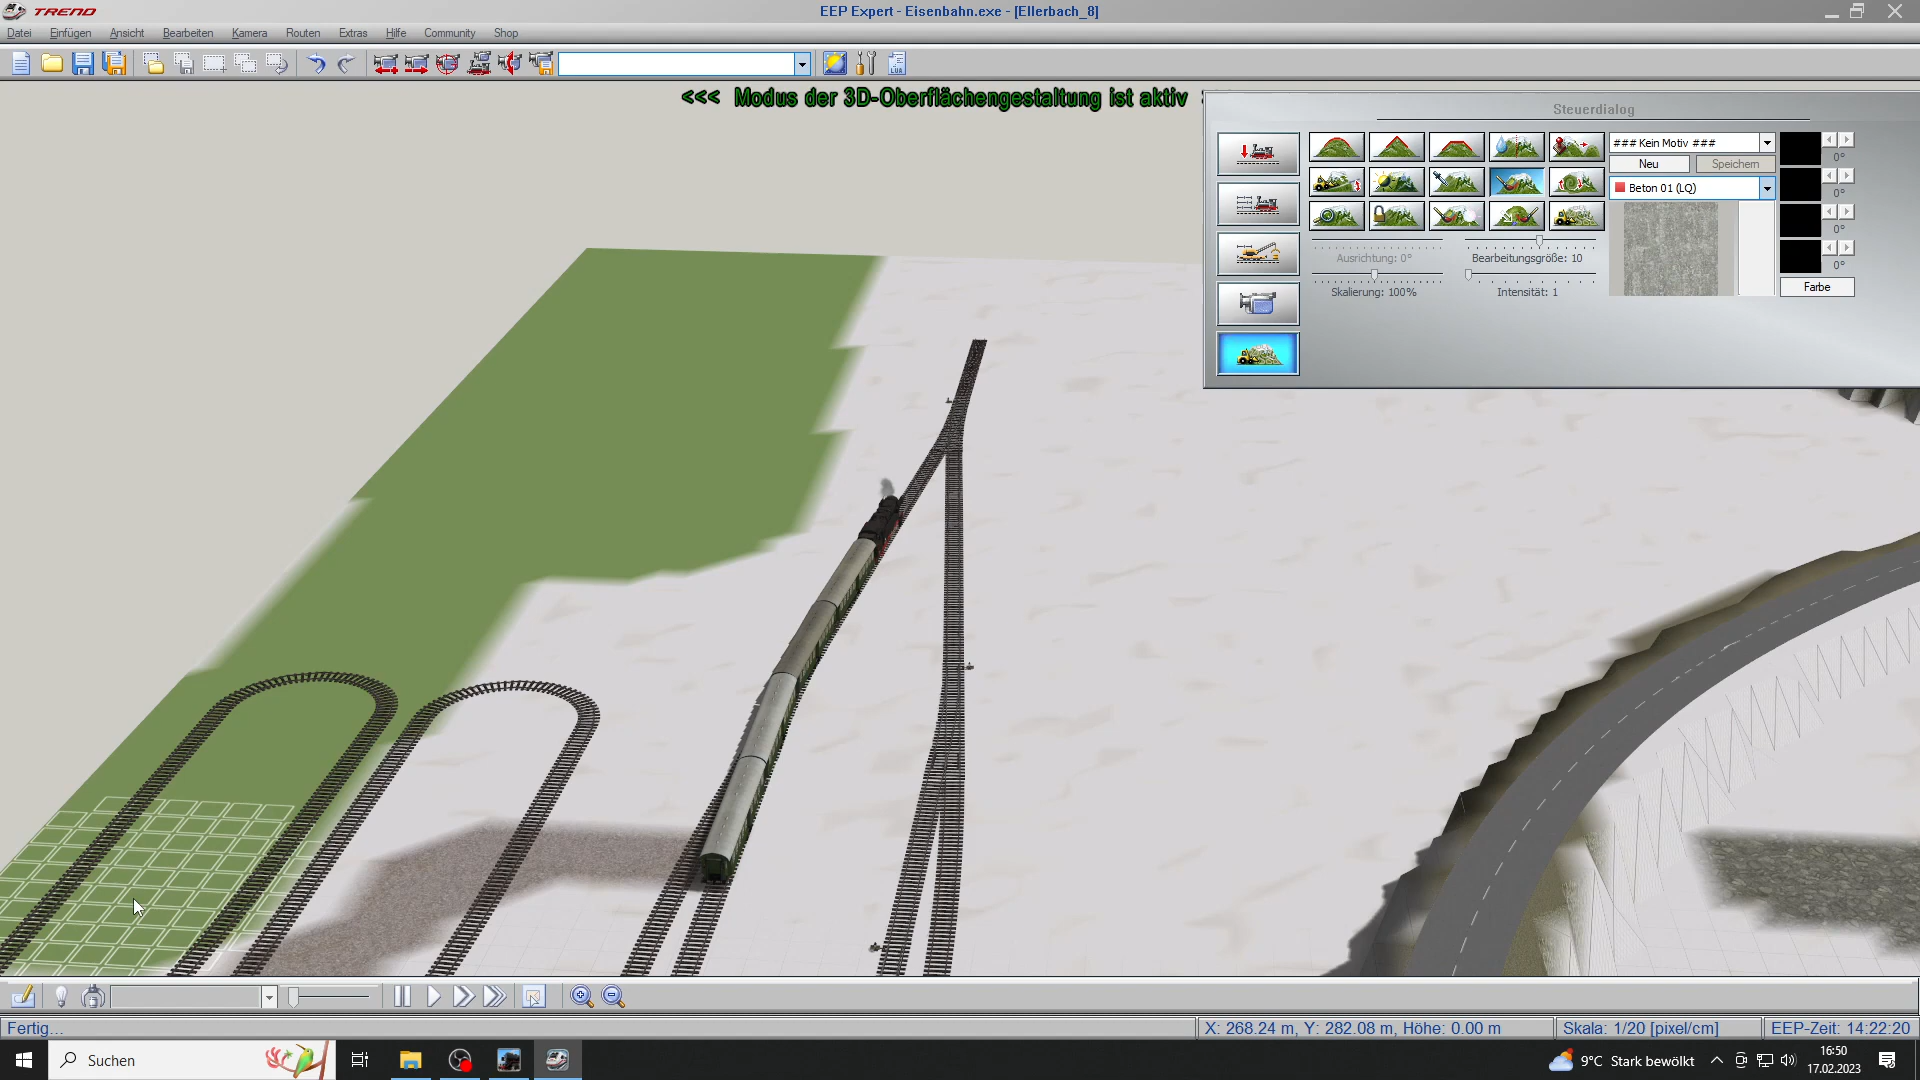 TREND
EEP Expert - Eisenbahn.exe - [Ellerbach_8]
Datei Einfügen Ansicht Bearbeiten Kamera Routen Extras Hilfe Community Shop
<<< Modus der 3D-Oberflächengestaltung ist aktiv
Steuerdialog
### Kein Motiv ###
Neu Speichern
Beton 01 (LQ)
0°
0°
0°
0°
Ausrichtung: 0° Bearbeitungsgröße: 10
Skalierung: 100% Intensität: 1
Farbe
LUA
Fertig...
X: 268.24 m, Y: 282.08 m, Höhe: 0.00 m
Skala: 1/20 [pixel/cm]
EEP-Zeit: 14:22:20
Suchen
9°C Stark bewölkt
16:50
17.02.2023